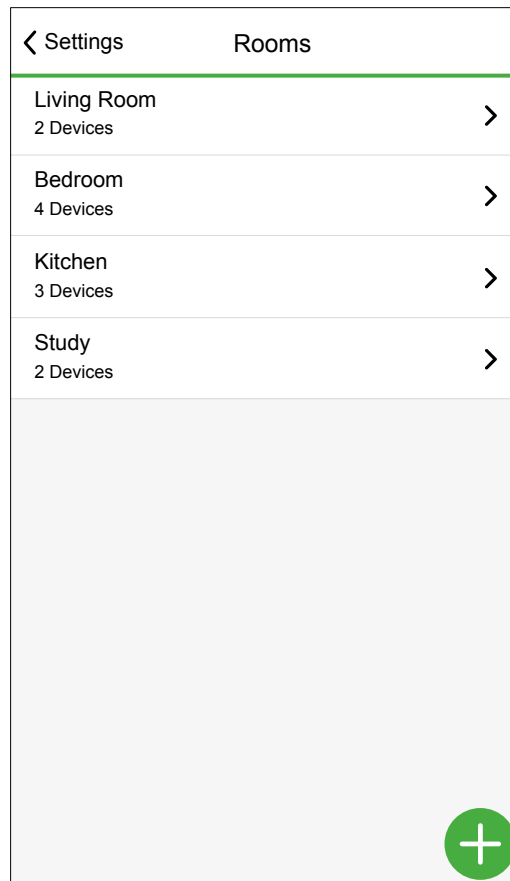 Settings
Rooms
Living Room
2 Devices
Bedroom
4 Devices
Kitchen
3 Devices
Study
2 Devices